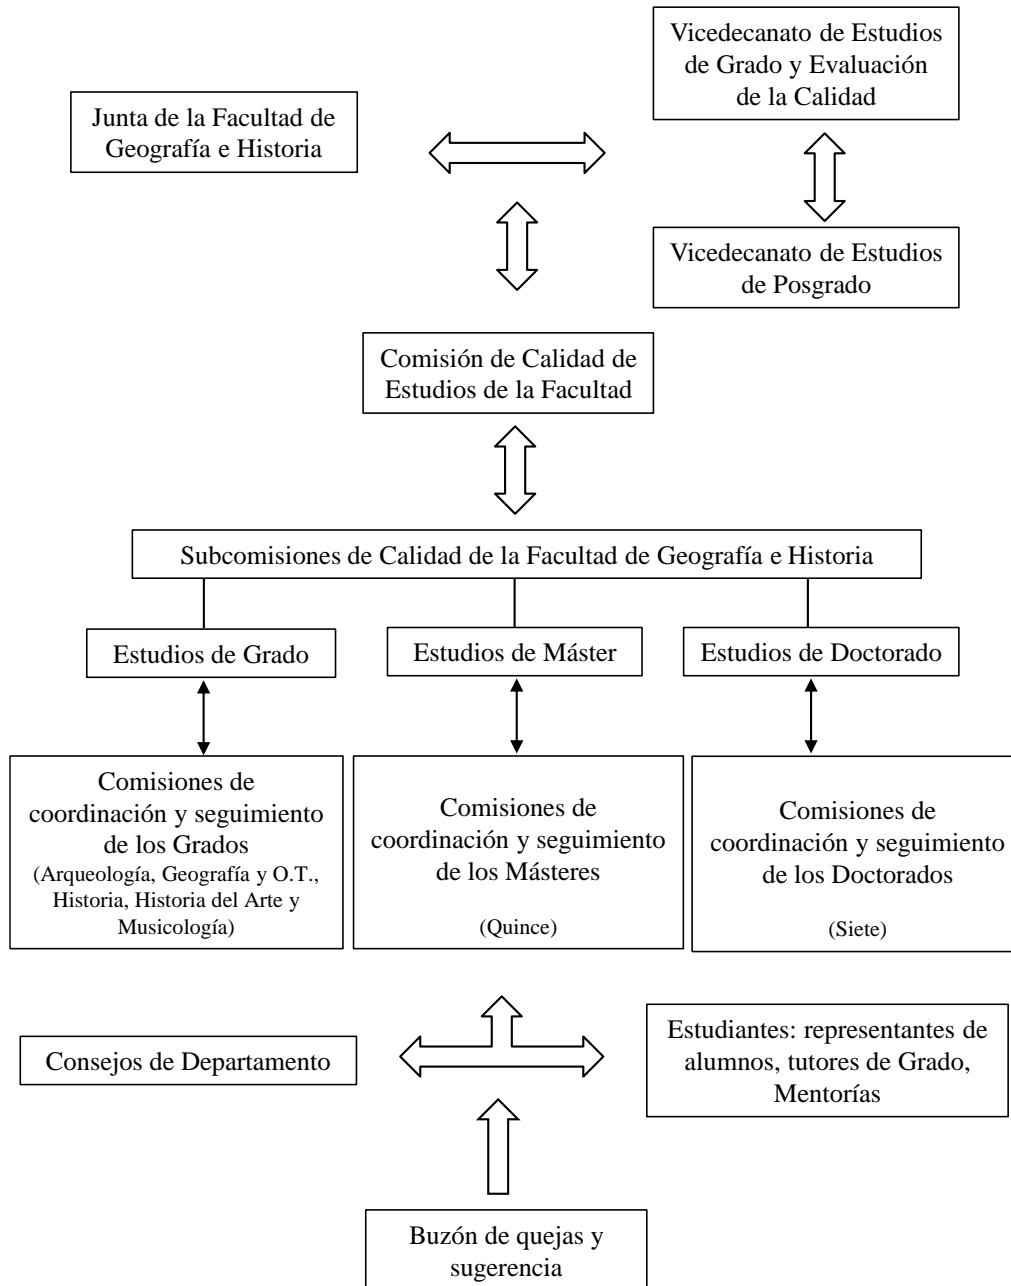 Vicedecanato de Estudios
de Grado y Evaluación
de la Calidad
Junta de la Facultad de
Geografía e Historia
Vicedecanato de Estudios
de Posgrado
Comisión de Calidad de
Estudios de la Facultad
Subcomisiones de Calidad de la Facultad de Geografía e Historia
Estudios de Grado
Estudios de Máster
Estudios de Doctorado
Comisiones de
coordinación y seguimiento
de los Grados
(Arqueología, Geografía y O.T.,
Historia, Historia del Arte y
Musicología)
Comisiones de
coordinación y seguimiento
de los Másteres
(Quince)
Comisiones de
coordinación y seguimiento
de los Doctorados
(Siete)
Consejos de Departamento
Estudiantes: representantes de
alumnos, tutores de Grado,
Mentorías
Buzón de quejas y
sugerencia